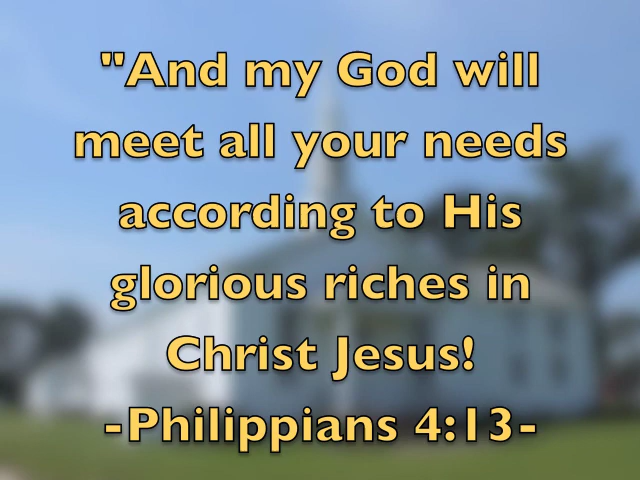 "And my God will
meet all your needs
according to His
glorious riches in
Christ Jesus!
-Philippians 4:13-